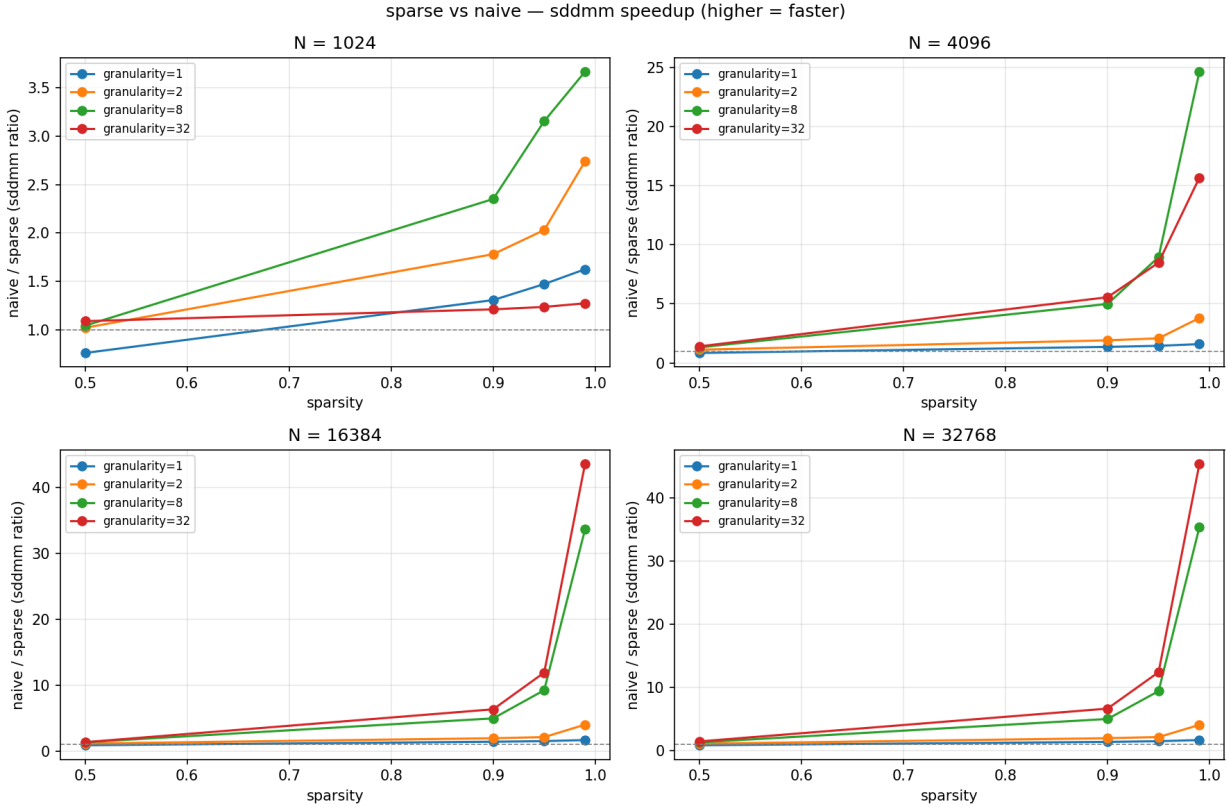 sparse vs naive — sddmm speedup (higher = faster)
N = 1024
granularity=1
granularity=2
granularity=8
granularity=32
naive / sparse (sddmm ratio)
3.5
3.0
2.5
2.0
1.5
1.0
0.5 0.6 0.7 0.8 0.9 1.0
sparsity
N = 4096
granularity=1
granularity=2
granularity=8
granularity=32
naive / sparse (sddmm ratio)
25
20
15
10
5
0
0.5 0.6 0.7 0.8 0.9 1.0
sparsity
N = 16384
granularity=1
granularity=2
granularity=8
granularity=32
naive / sparse (sddmm ratio)
40
30
20
10
0
0.5 0.6 0.7 0.8 0.9 1.0
sparsity
N = 32768
granularity=1
granularity=2
granularity=8
granularity=32
naive / sparse (sddmm ratio)
40
30
20
10
0
0.5 0.6 0.7 0.8 0.9 1.0
sparsity